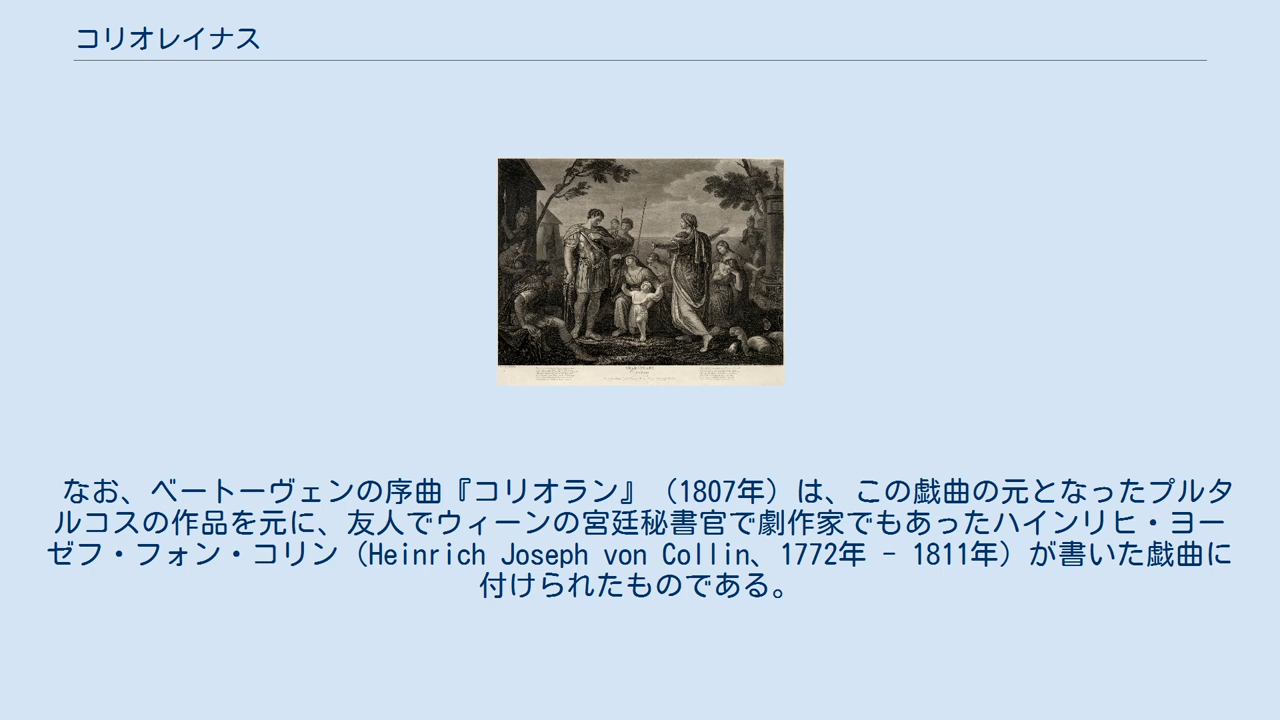 コリオレイナス
SHAKSPEARE
なお、ベートーヴェンの序曲『コリオラン』（1807年）は、この戯曲の元となったプルタ
ルコスの作品を元に、友人でウィーンの宮廷秘書官で劇作家でもあったハインリヒ・ヨー
ゼフ・フォン・コリン（Heinrich Joseph von Collin、1772年 - 1811年）が書いた戯曲に
付けられたものである。